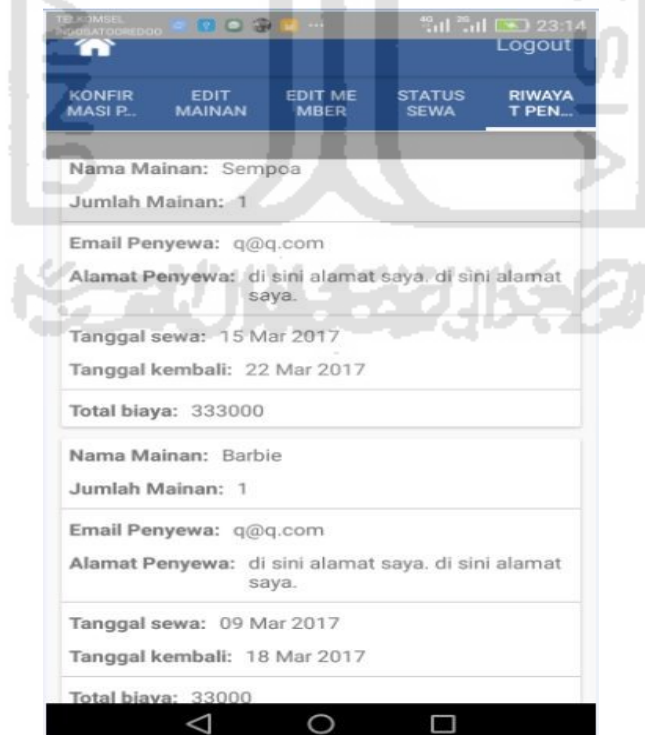 TELKOMSEL
INDOSATOOREDOO
4G 2G 23:14
Logout
KONFIR
MASI P...
EDIT
MAINAN
EDIT ME
MBER
STATUS
SEWA
RIWAYA
T PEN...
Nama Mainan: Sempoa
Jumlah Mainan: 1
Email Penyewa: q@q.com
Alamat Penyewa: di sini alamat saya. di sini alamat
saya.
Tanggal sewa: 15 Mar 2017
Tanggal kembali: 22 Mar 2017
Total biaya: 333000
Nama Mainan: Barbie
Jumlah Mainan: 1
Email Penyewa: q@q.com
Alamat Penyewa: di sini alamat saya. di sini alamat
saya.
Tanggal sewa: 09 Mar 2017
Tanggal kembali: 18 Mar 2017
Total biaya: 33000